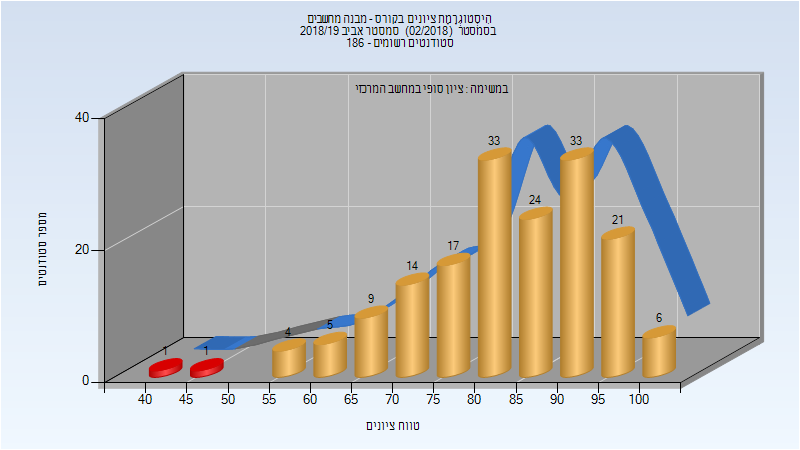 היסטוגרמת ציונים בקורס - מבנה מחשבים
בסמסטר (02/2018) סמסטר אביב 2018/19
סטודנטים רשומים - 186
במשימה : ציון סופי במחשב המרכזי
מספר סטודנטים
40
20
0
1
1
4
5
9
14
17
33
24
33
21
6
40 45 50 55 60 65 70 75 80 85 90 95 100
טווח ציונים